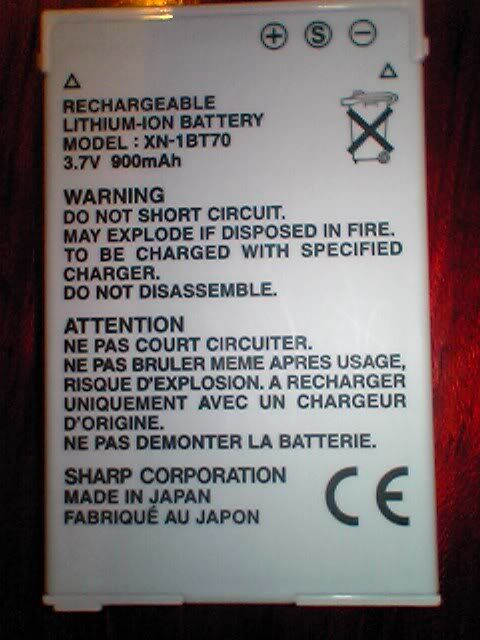 + S -
RECHARGEABLE
LITHIUM-ION BATTERY
MODEL : XN-1BT70
3.7V 900mAh
WARNING
DO NOT SHORT CIRCUIT.
MAY EXPLODE IF DISPOSED IN FIRE.
TO BE CHARGED WITH SPECIFIED
CHARGER.
DO NOT DISASSEMBLE.
ATTENTION
NE PAS COURT CIRCUITER.
NE PAS BRULER MEME APRES USAGE,
RISQUE D'EXPLOSION. A RECHARGER
UNIQUEMENT AVEC UN CHARGEUR
D'ORIGINE.
NE PAS DEMONTER LA BATTERIE.
SHARP CORPORATION
MADE IN JAPAN
FABRIQUÉ AU JAPON
CE